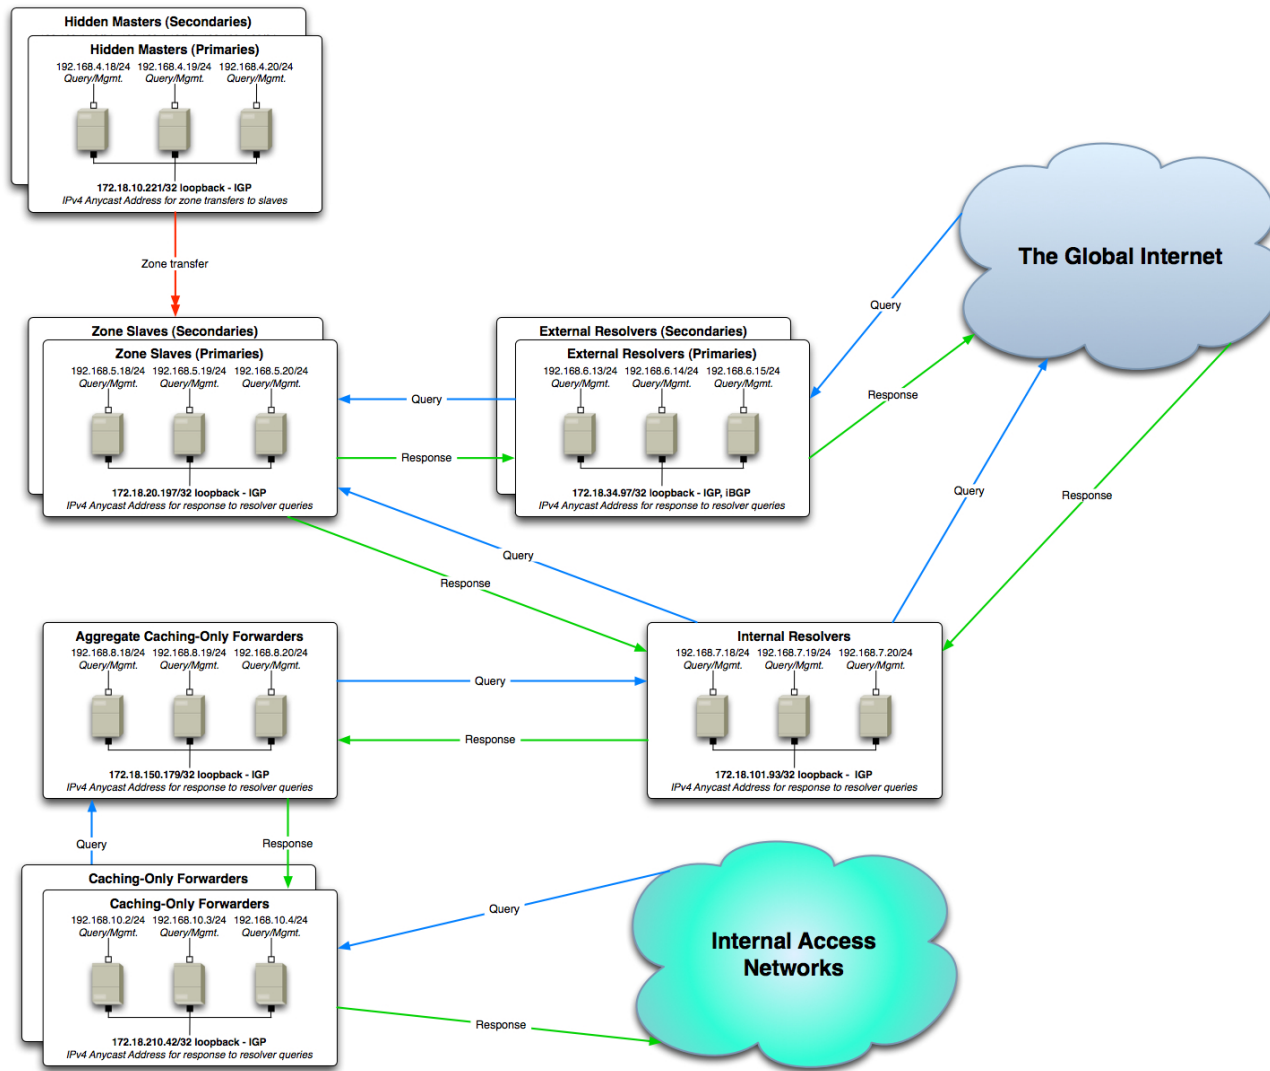 Hidden Masters (Secondaries)
Hidden Masters (Primaries)
192.168.4.18/24 192.168.4.19/24 192.168.4.20/24
Query/Mgmt. Query/Mgmt. Query/Mgmt.
172.18.10.221/32 loopback - IGP
IPv4 Anycast Address for zone transfers to slaves
Zone transfer
The Global Internet
Query
Response
Query
Response
Zone Slaves (Secondaries)
Zone Slaves (Primaries)
192.168.5.18/24 192.168.5.19/24 192.168.5.20/24
Query/Mgmt. Query/Mgmt. Query/Mgmt.
172.18.20.197/32 loopback - IGP
IPv4 Anycast Address for response to resolver queries
Query
Response
External Resolvers (Secondaries)
External Resolvers (Primaries)
192.168.6.13/24 192.168.6.14/24 192.168.6.15/24
Query/Mgmt. Query/Mgmt. Query/Mgmt.
172.18.34.97/32 loopback - IGP, iBGP
IPv4 Anycast Address for response to resolver queries
Query
Response
Aggregate Caching-Only Forwarders
192.168.8.18/24 192.168.8.19/24 192.168.8.20/24
Query/Mgmt. Query/Mgmt. Query/Mgmt.
172.18.150.179/32 loopback - IGP
IPv4 Anycast Address for response to resolver queries
Query
Response
Internal Resolvers
192.168.7.18/24 192.168.7.19/24 192.168.7.20/24
Query/Mgmt. Query/Mgmt. Query/Mgmt.
172.18.101.93/32 loopback - IGP
IPv4 Anycast Address for response to resolver queries
Query
Response
Caching-Only Forwarders
Caching-Only Forwarders
192.168.10.2/24 192.168.10.3/24 192.168.10.4/24
Query/Mgmt. Query/Mgmt. Query/Mgmt.
172.18.210.42/32 loopback - IGP
IPv4 Anycast Address for response to resolver queries
Query
Response
Internal Access
Networks